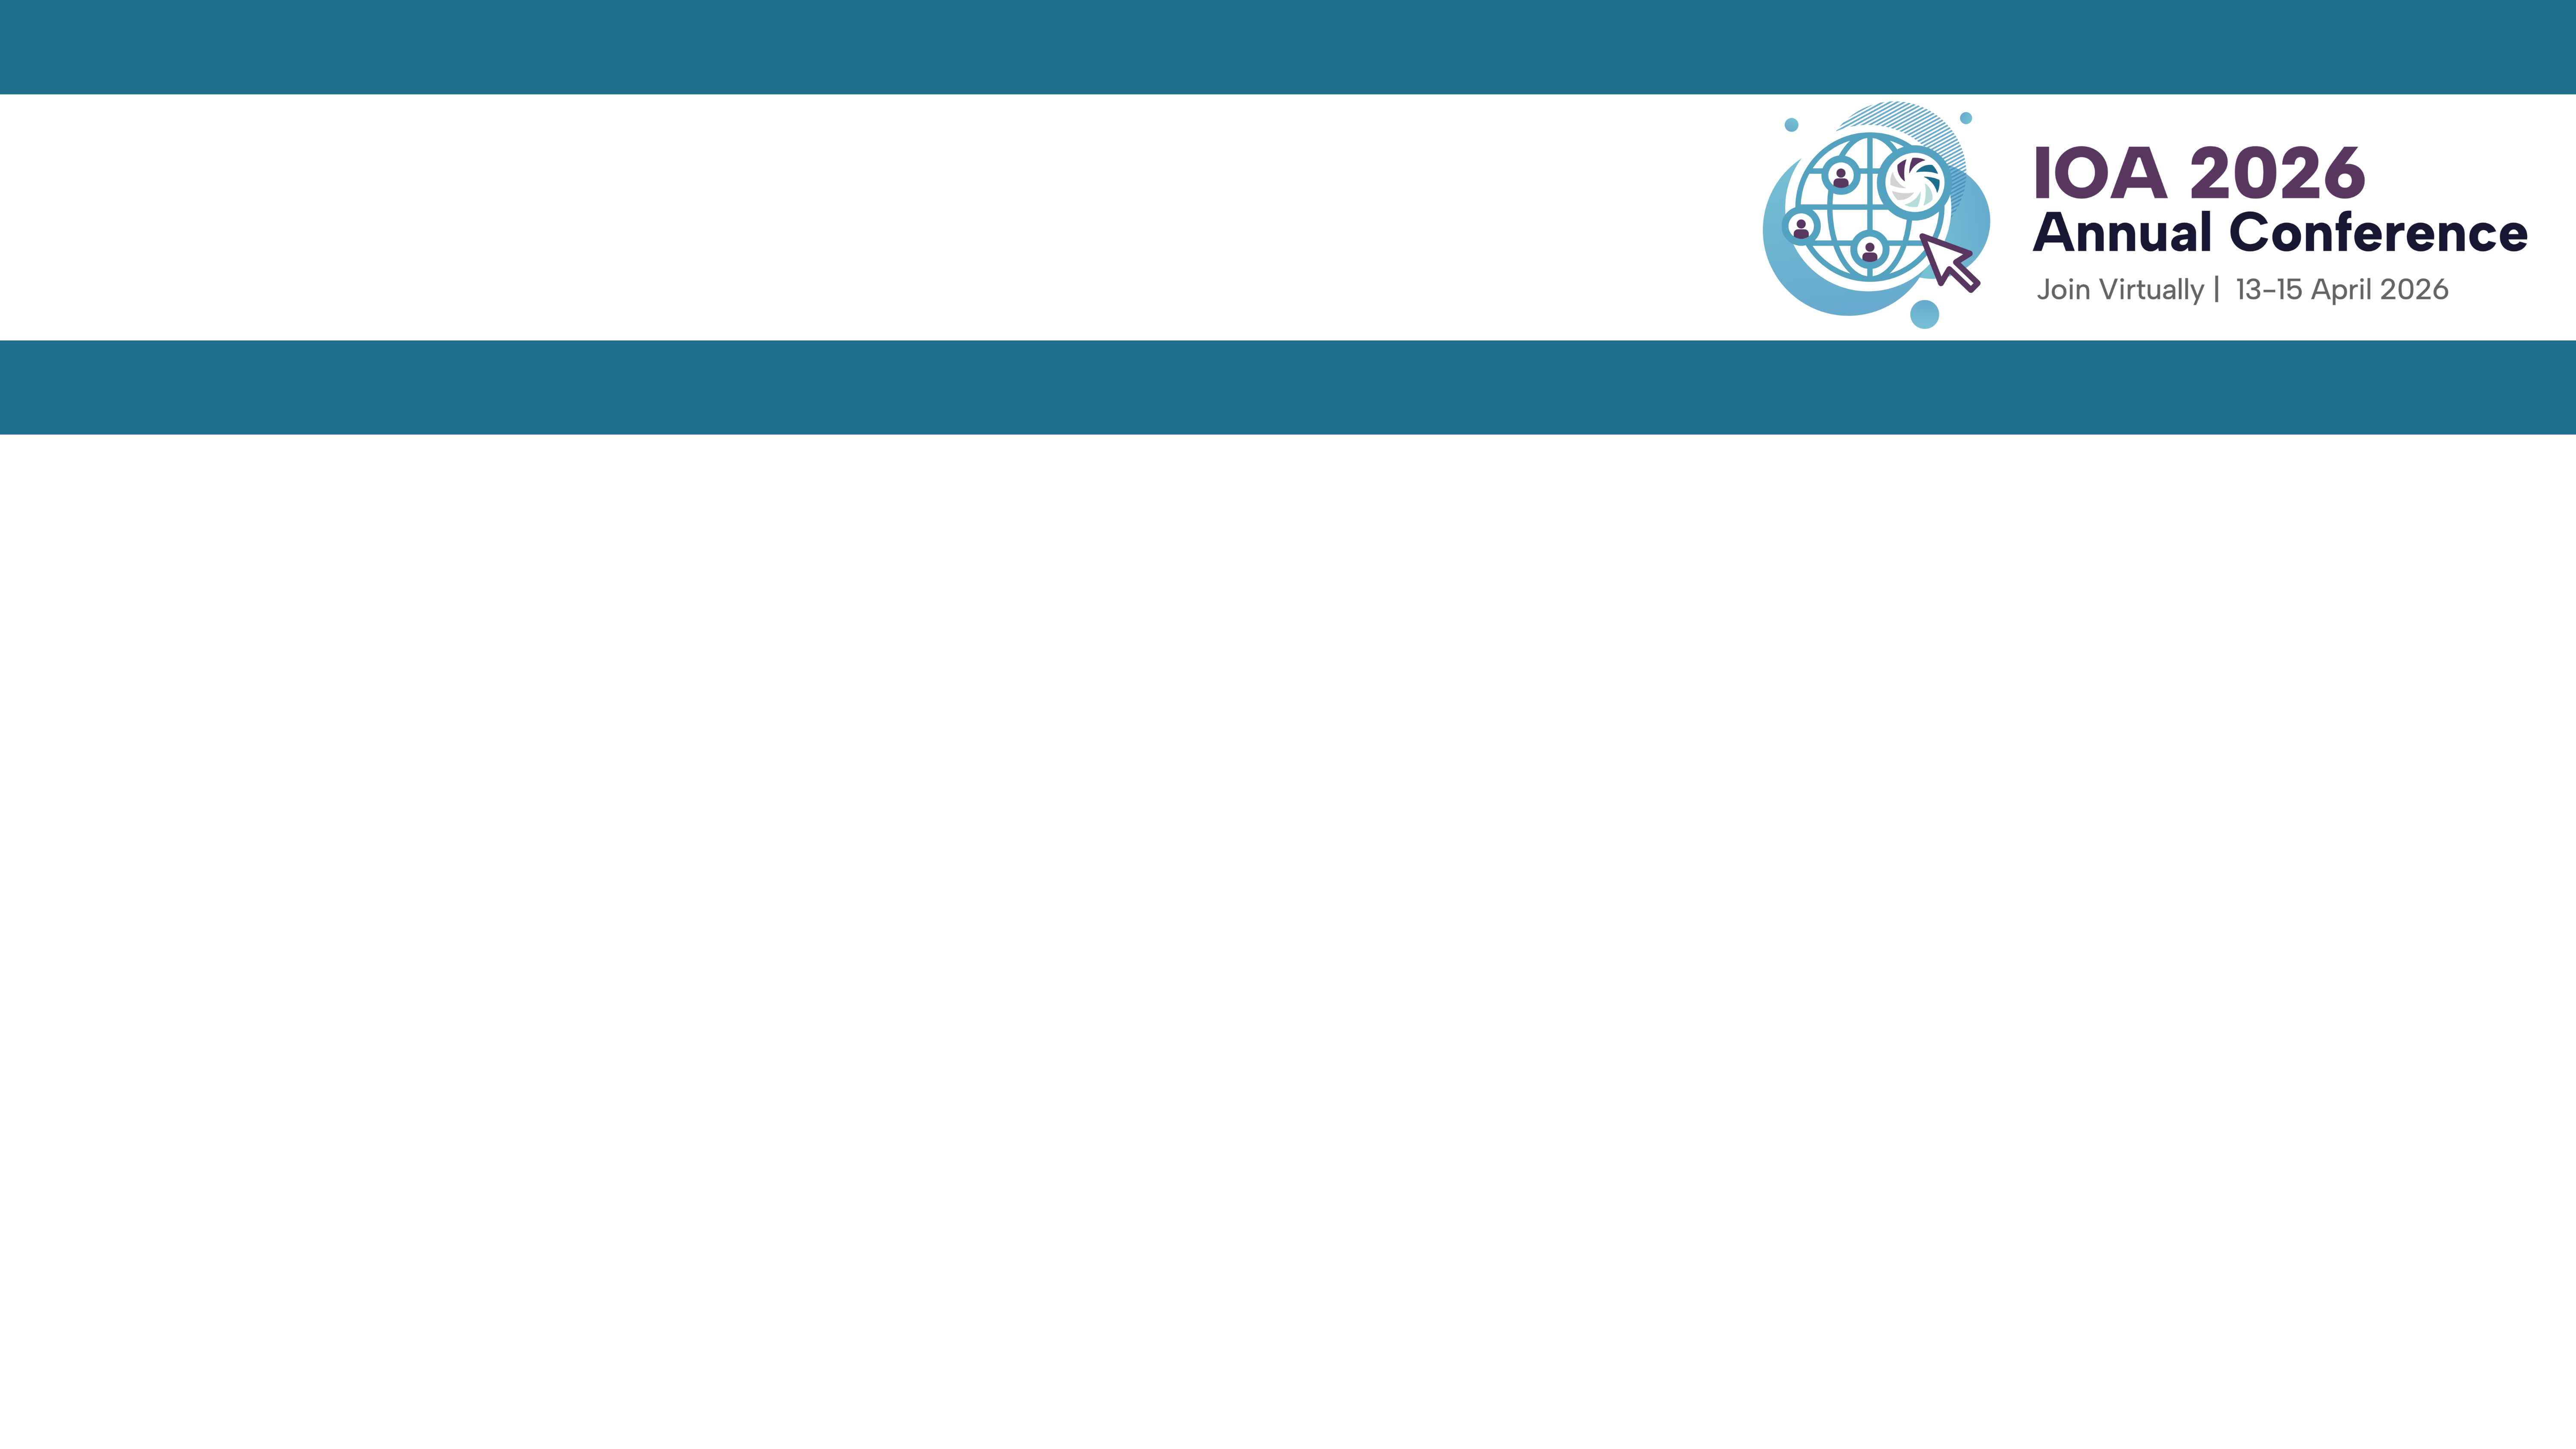 IOA 2026
Annual Conference
Join Virtually | 13-15 April 2026